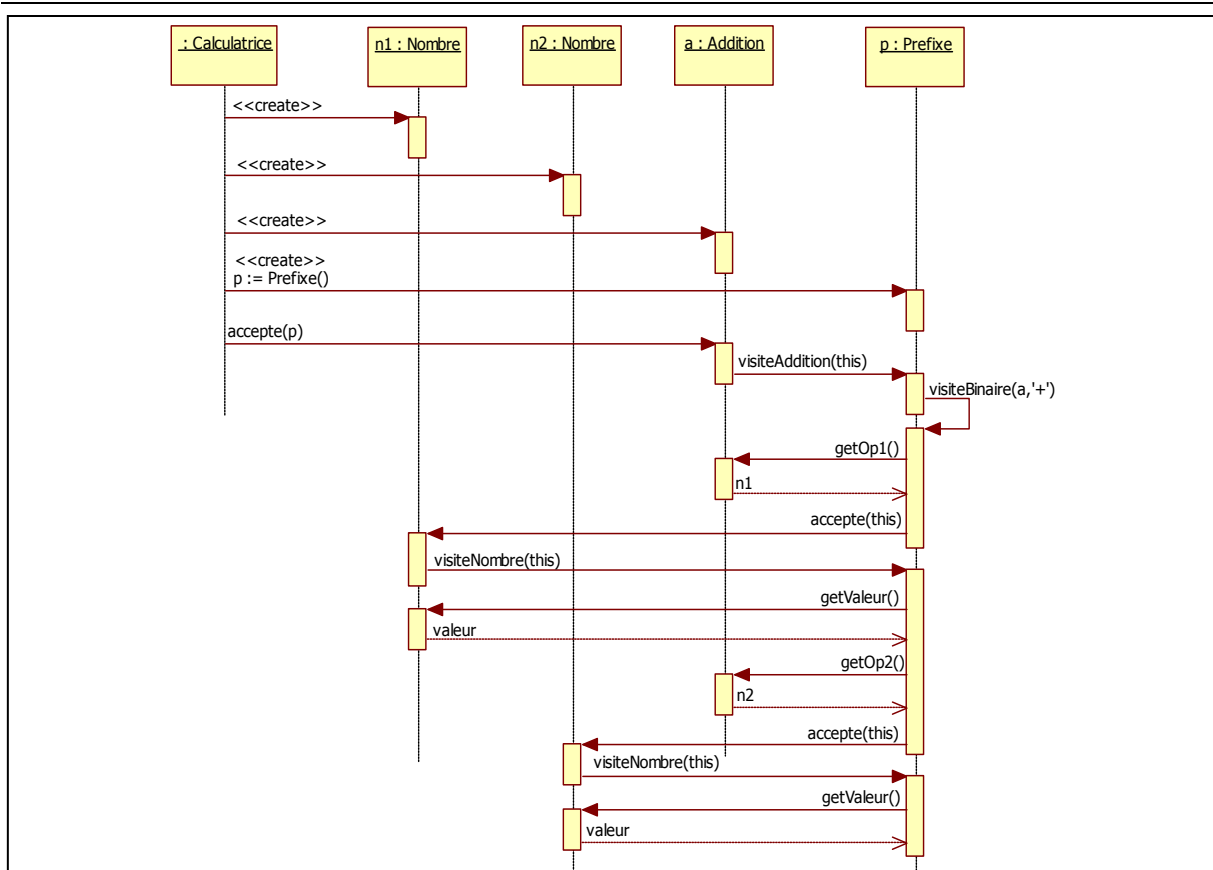 : Calculatrice
n1 : Nombre
n2 : Nombre
a : Addition
p : Prefixe
<<create>>
<<create>>
<<create>>
<<create>>
p := Prefixe()
accepte(p)
visiteAddition(this)
visiteBinaire(a,'+')
getOp1()
n1
accepte(this)
visiteNombre(this)
getValeur()
valeur
getOp2()
n2
accepte(this)
visiteNombre(this)
getValeur()
valeur